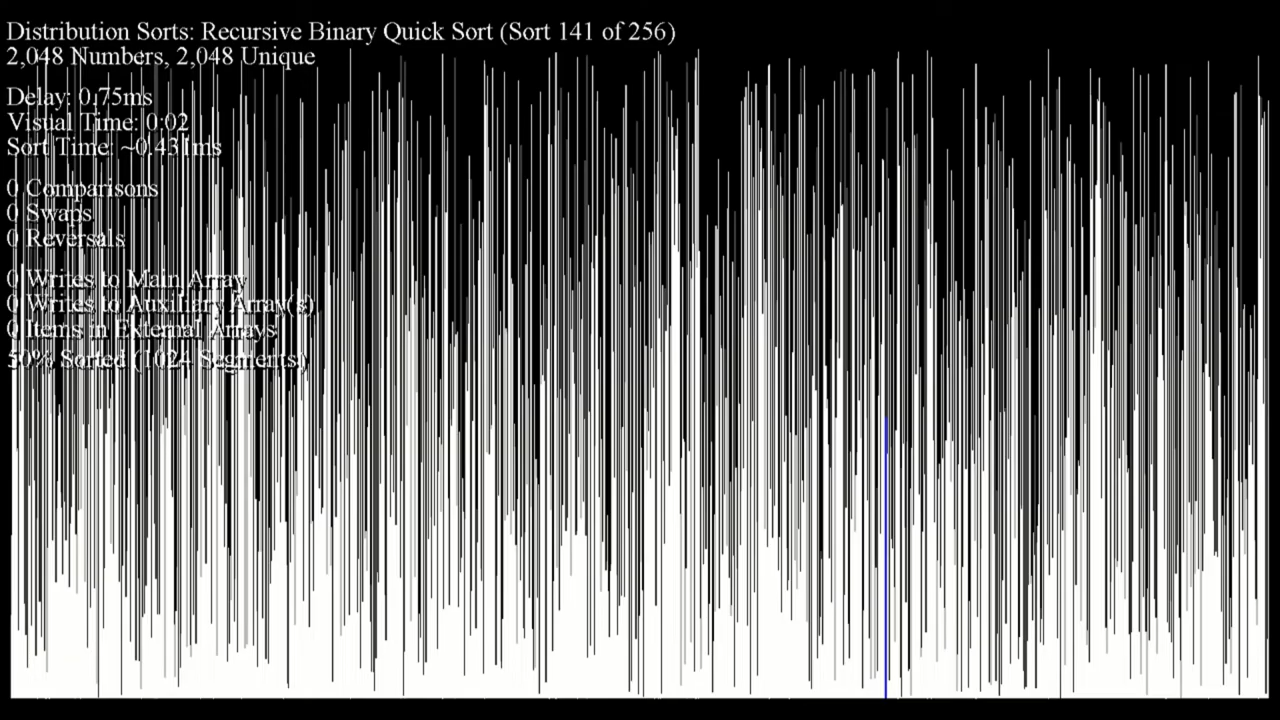 Distribution Sorts: Recursive Binary Quick Sort (Sort 141 of 256)
2,048 Numbers, 2,048 Unique
Delay: 0.75ms
Visual Time: 0:02
Sort Time: ~0.431ms
0 Comparisons
0 Swaps
0 Reversals
0 Writes to Main Array
0 Writes to Auxiliary Array(s)
0 Items in External Arrays
50% Sorted (1024 Segments)